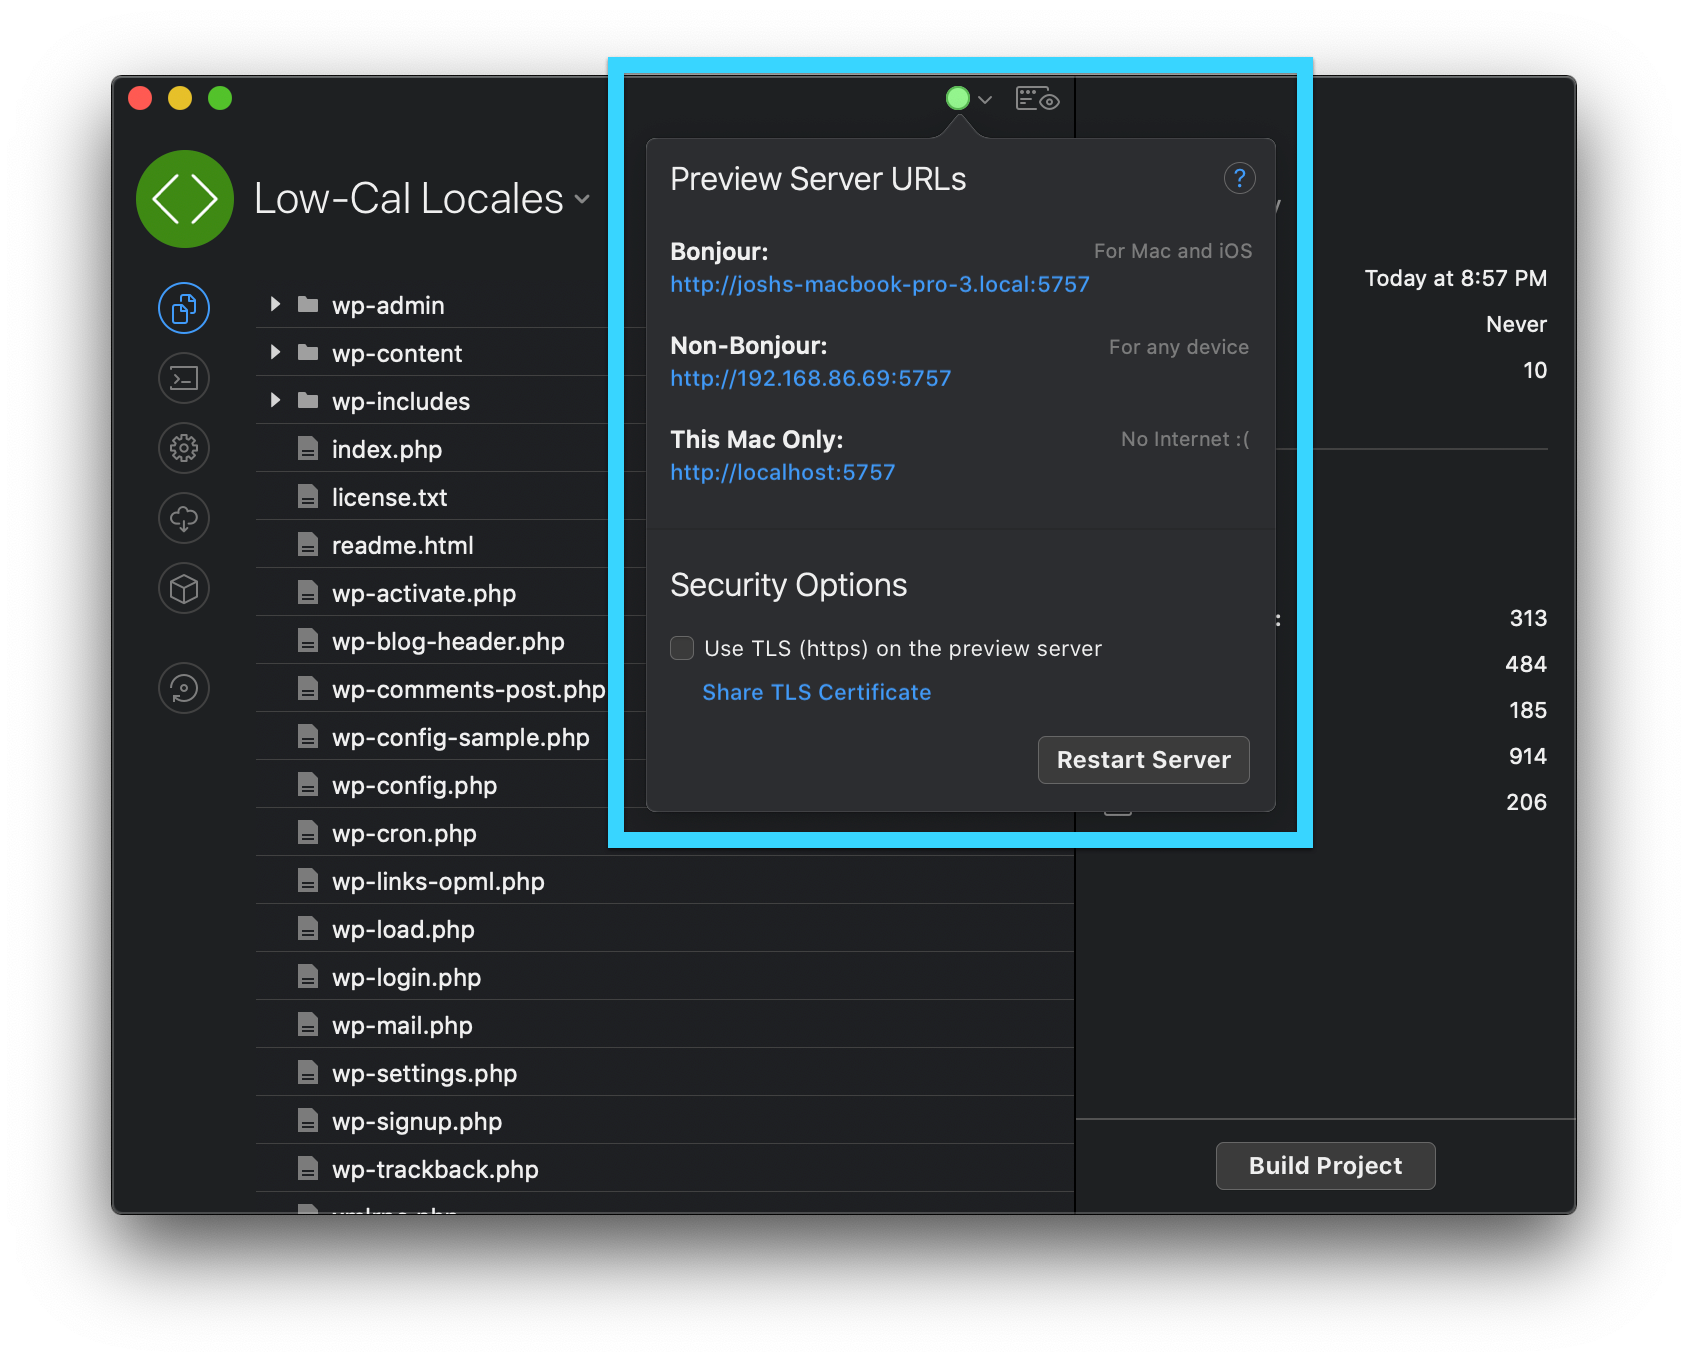 Low-Cal Locales
wp-admin
wp-content
wp-includes
index.php
license.txt
readme.html
wp-activate.php
wp-blog-header.php
wp-comments-post.php
wp-config-sample.php
wp-config.php
wp-cron.php
wp-links-opml.php
wp-load.php
wp-login.php
wp-mail.php
wp-settings.php
wp-signup.php
wp-trackback.php
Preview Server URLs
?
Bonjour:
For Mac and iOS
http://joshs-macbook-pro-3.local:5757
Non-Bonjour:
For any device
http://192.168.86.69:5757
This Mac Only:
No Internet :(
http://localhost:5757
Security Options
Use TLS (https) on the preview server
Share TLS Certificate
Restart Server
Today at 8:57 PM
Never
10
313
484
185
914
206
Build Project